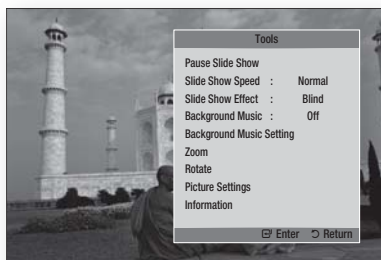 Tools
Pause Slide Show
Slide Show Speed : Normal
Slide Show Effect : Blind
Background Music : Off
Background Music Setting
Zoom
Rotate
Picture Settings
Information
Enter Return